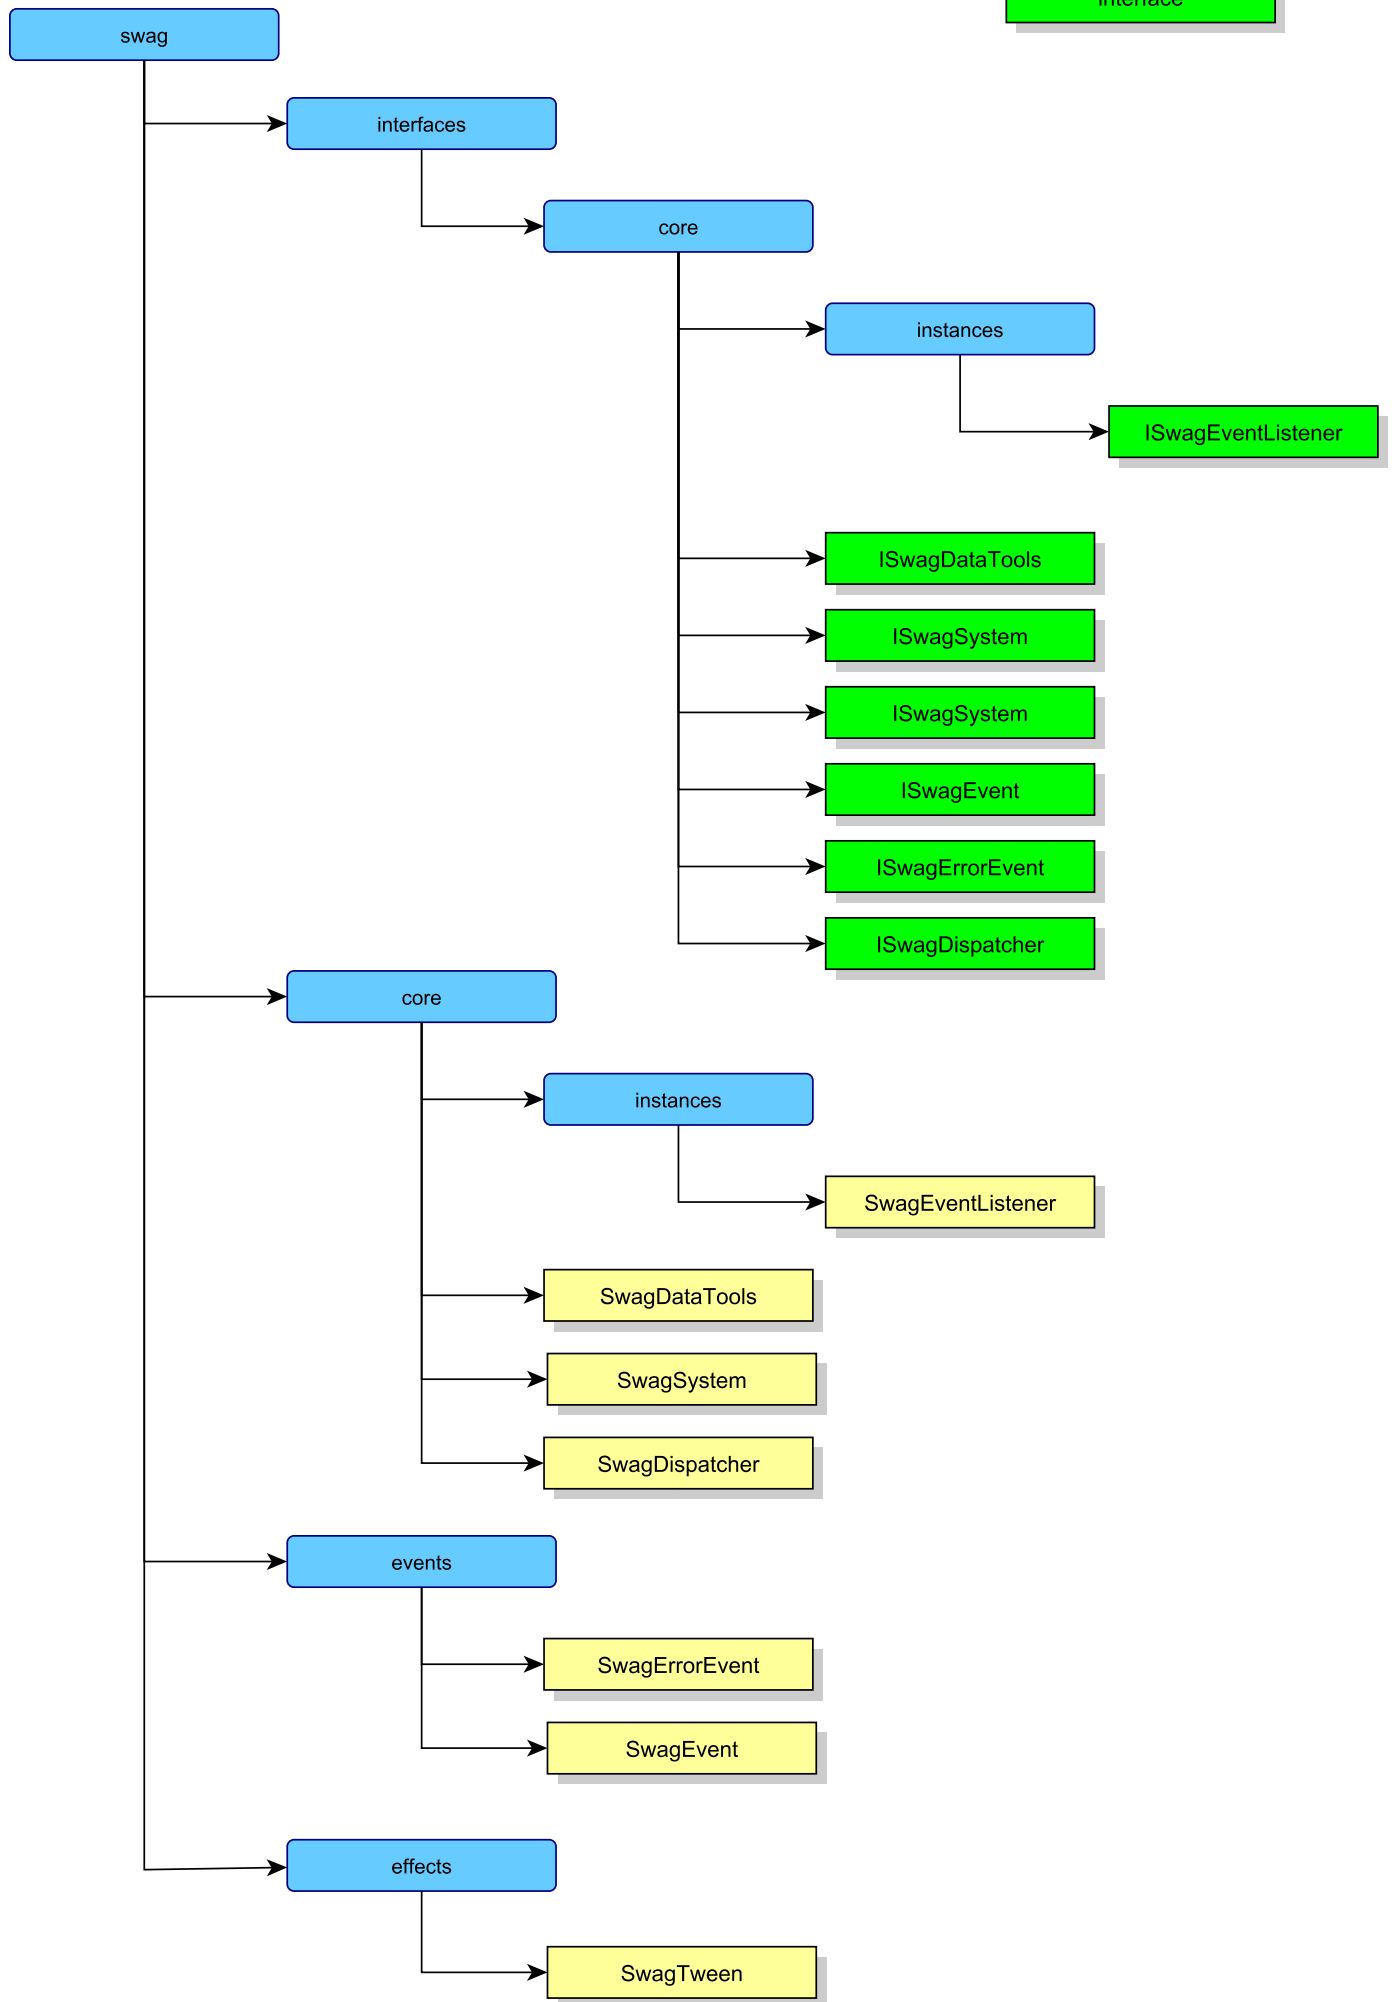 interface
swag
interfaces
core
instances
ISwagEventListener
ISwagDataTools
ISwagSystem
ISwagSystem
ISwagEvent
ISwagErrorEvent
ISwagDispatcher
core
instances
SwagEventListener
SwagDataTools
SwagSystem
SwagDispatcher
events
SwagErrorEvent
SwagEvent
effects
SwagTween